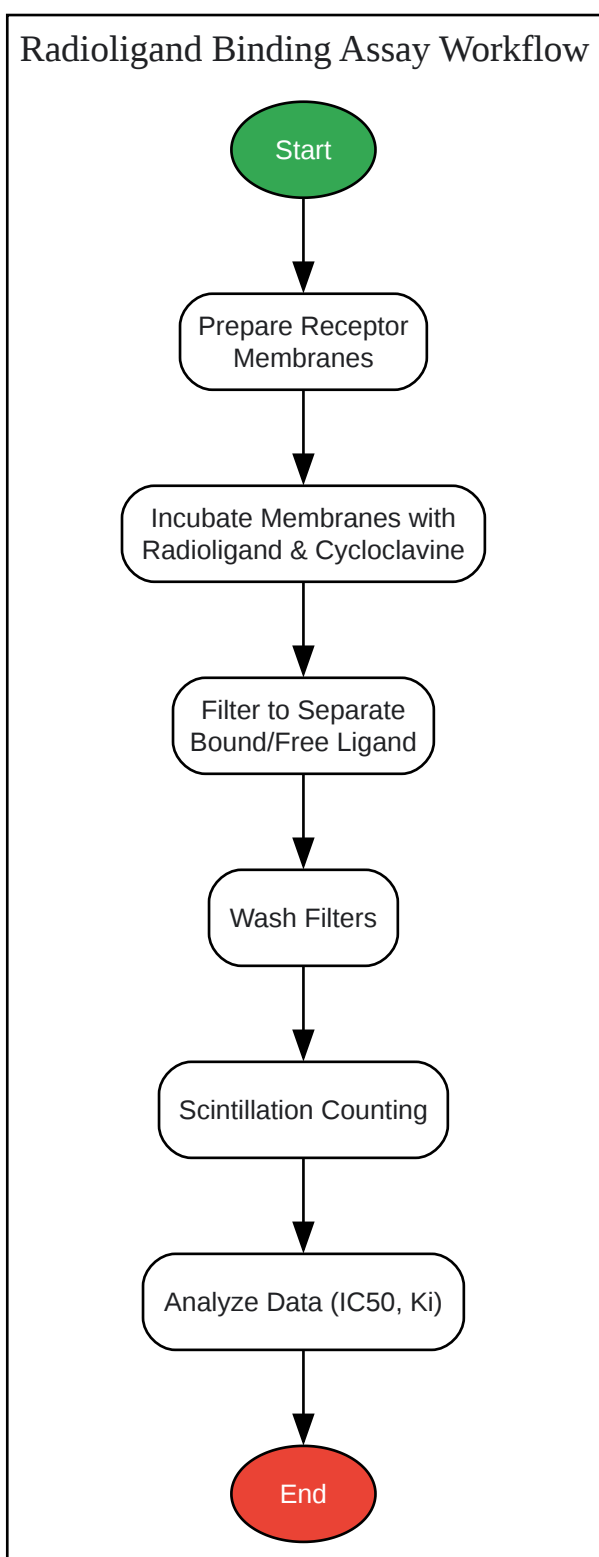 Radioligand Binding Assay Workflow
Start
Prepare Receptor
Membranes
Incubate Membranes with
Radioligand & Cycloclavine
Filter to Separate
Bound/Free Ligand
Wash Filters
Scintillation Counting
Analyze Data (IC50, Ki)
End